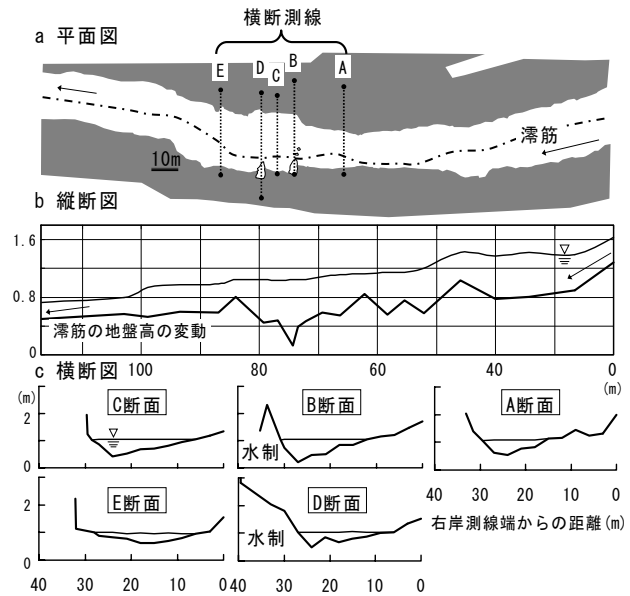 横断測線
a 平面図
E D C B A
澪筋
10m
b 縦断図
1.6
0.8
0
澪筋の地盤高の変動
100 80 60 40 0
(m)
c 横断図
(m)
C断面 B断面 A断面
2
1
0
水制
E断面 D断面
2
1
0
水制
40 30 20 10 0
右岸測線端からの距離(m)
40 30 20 10 0
40 30 20 10 0